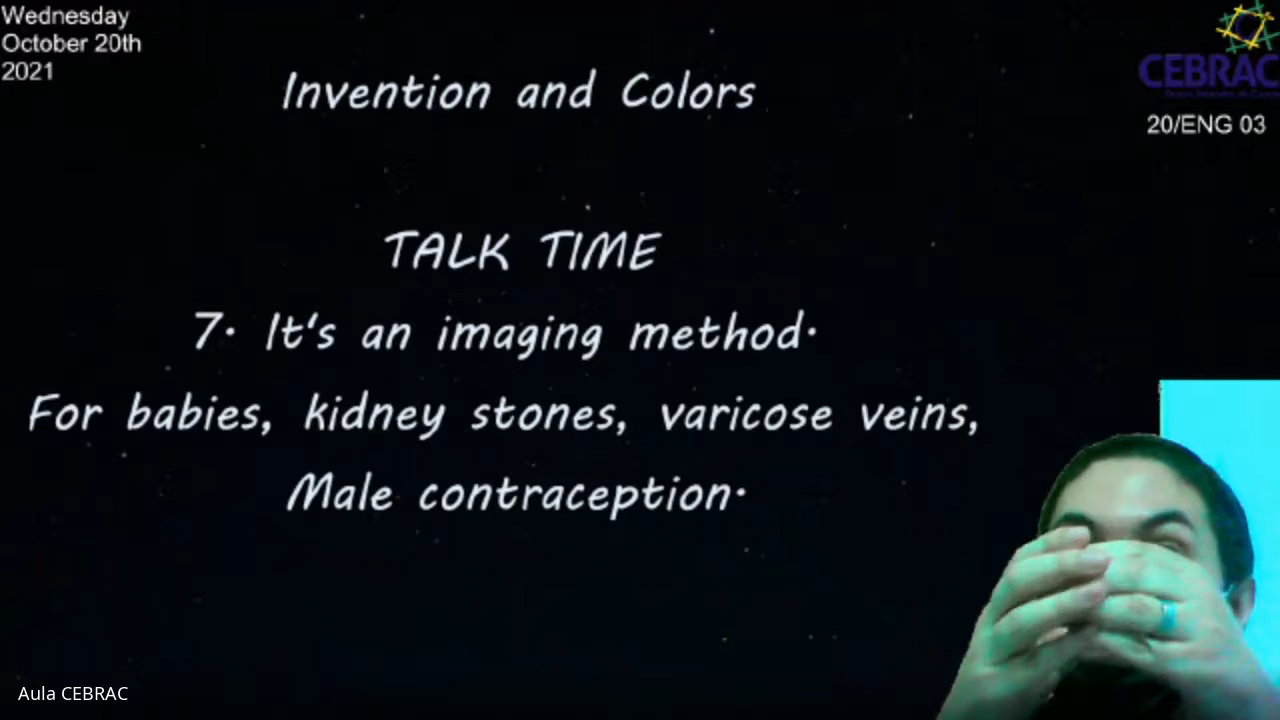 Wednesday
October 20th
2021
CEBRAC
20/ENG 03
Invention and Colors
TALK TIME
7. It's an imaging method.
For babies, kidney stones, varicose veins,
Male contraception.
Aula CEBRAC